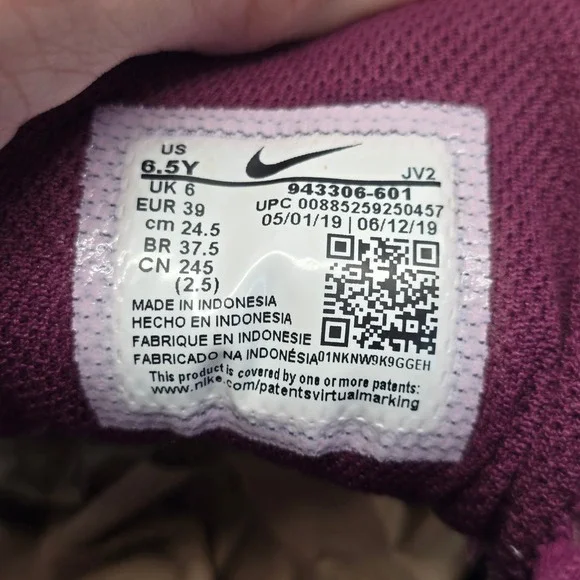 US
6.5Y JV2
UK 6 943306-601
EUR 39 UPC 00885259250457
cm 24.5 05/01/19 | 06/12/19
BR 37.5
CN 245
(2.5)
MADE IN INDONESIA
HECHO EN INDONESIA
FABRIQUE EN INDONESIE
FABRICADO NA INDONÉSIA 01NKNW9K9GGEH
This product is covered by one or more patents:
www.nike.com/patentsvirtualmarking